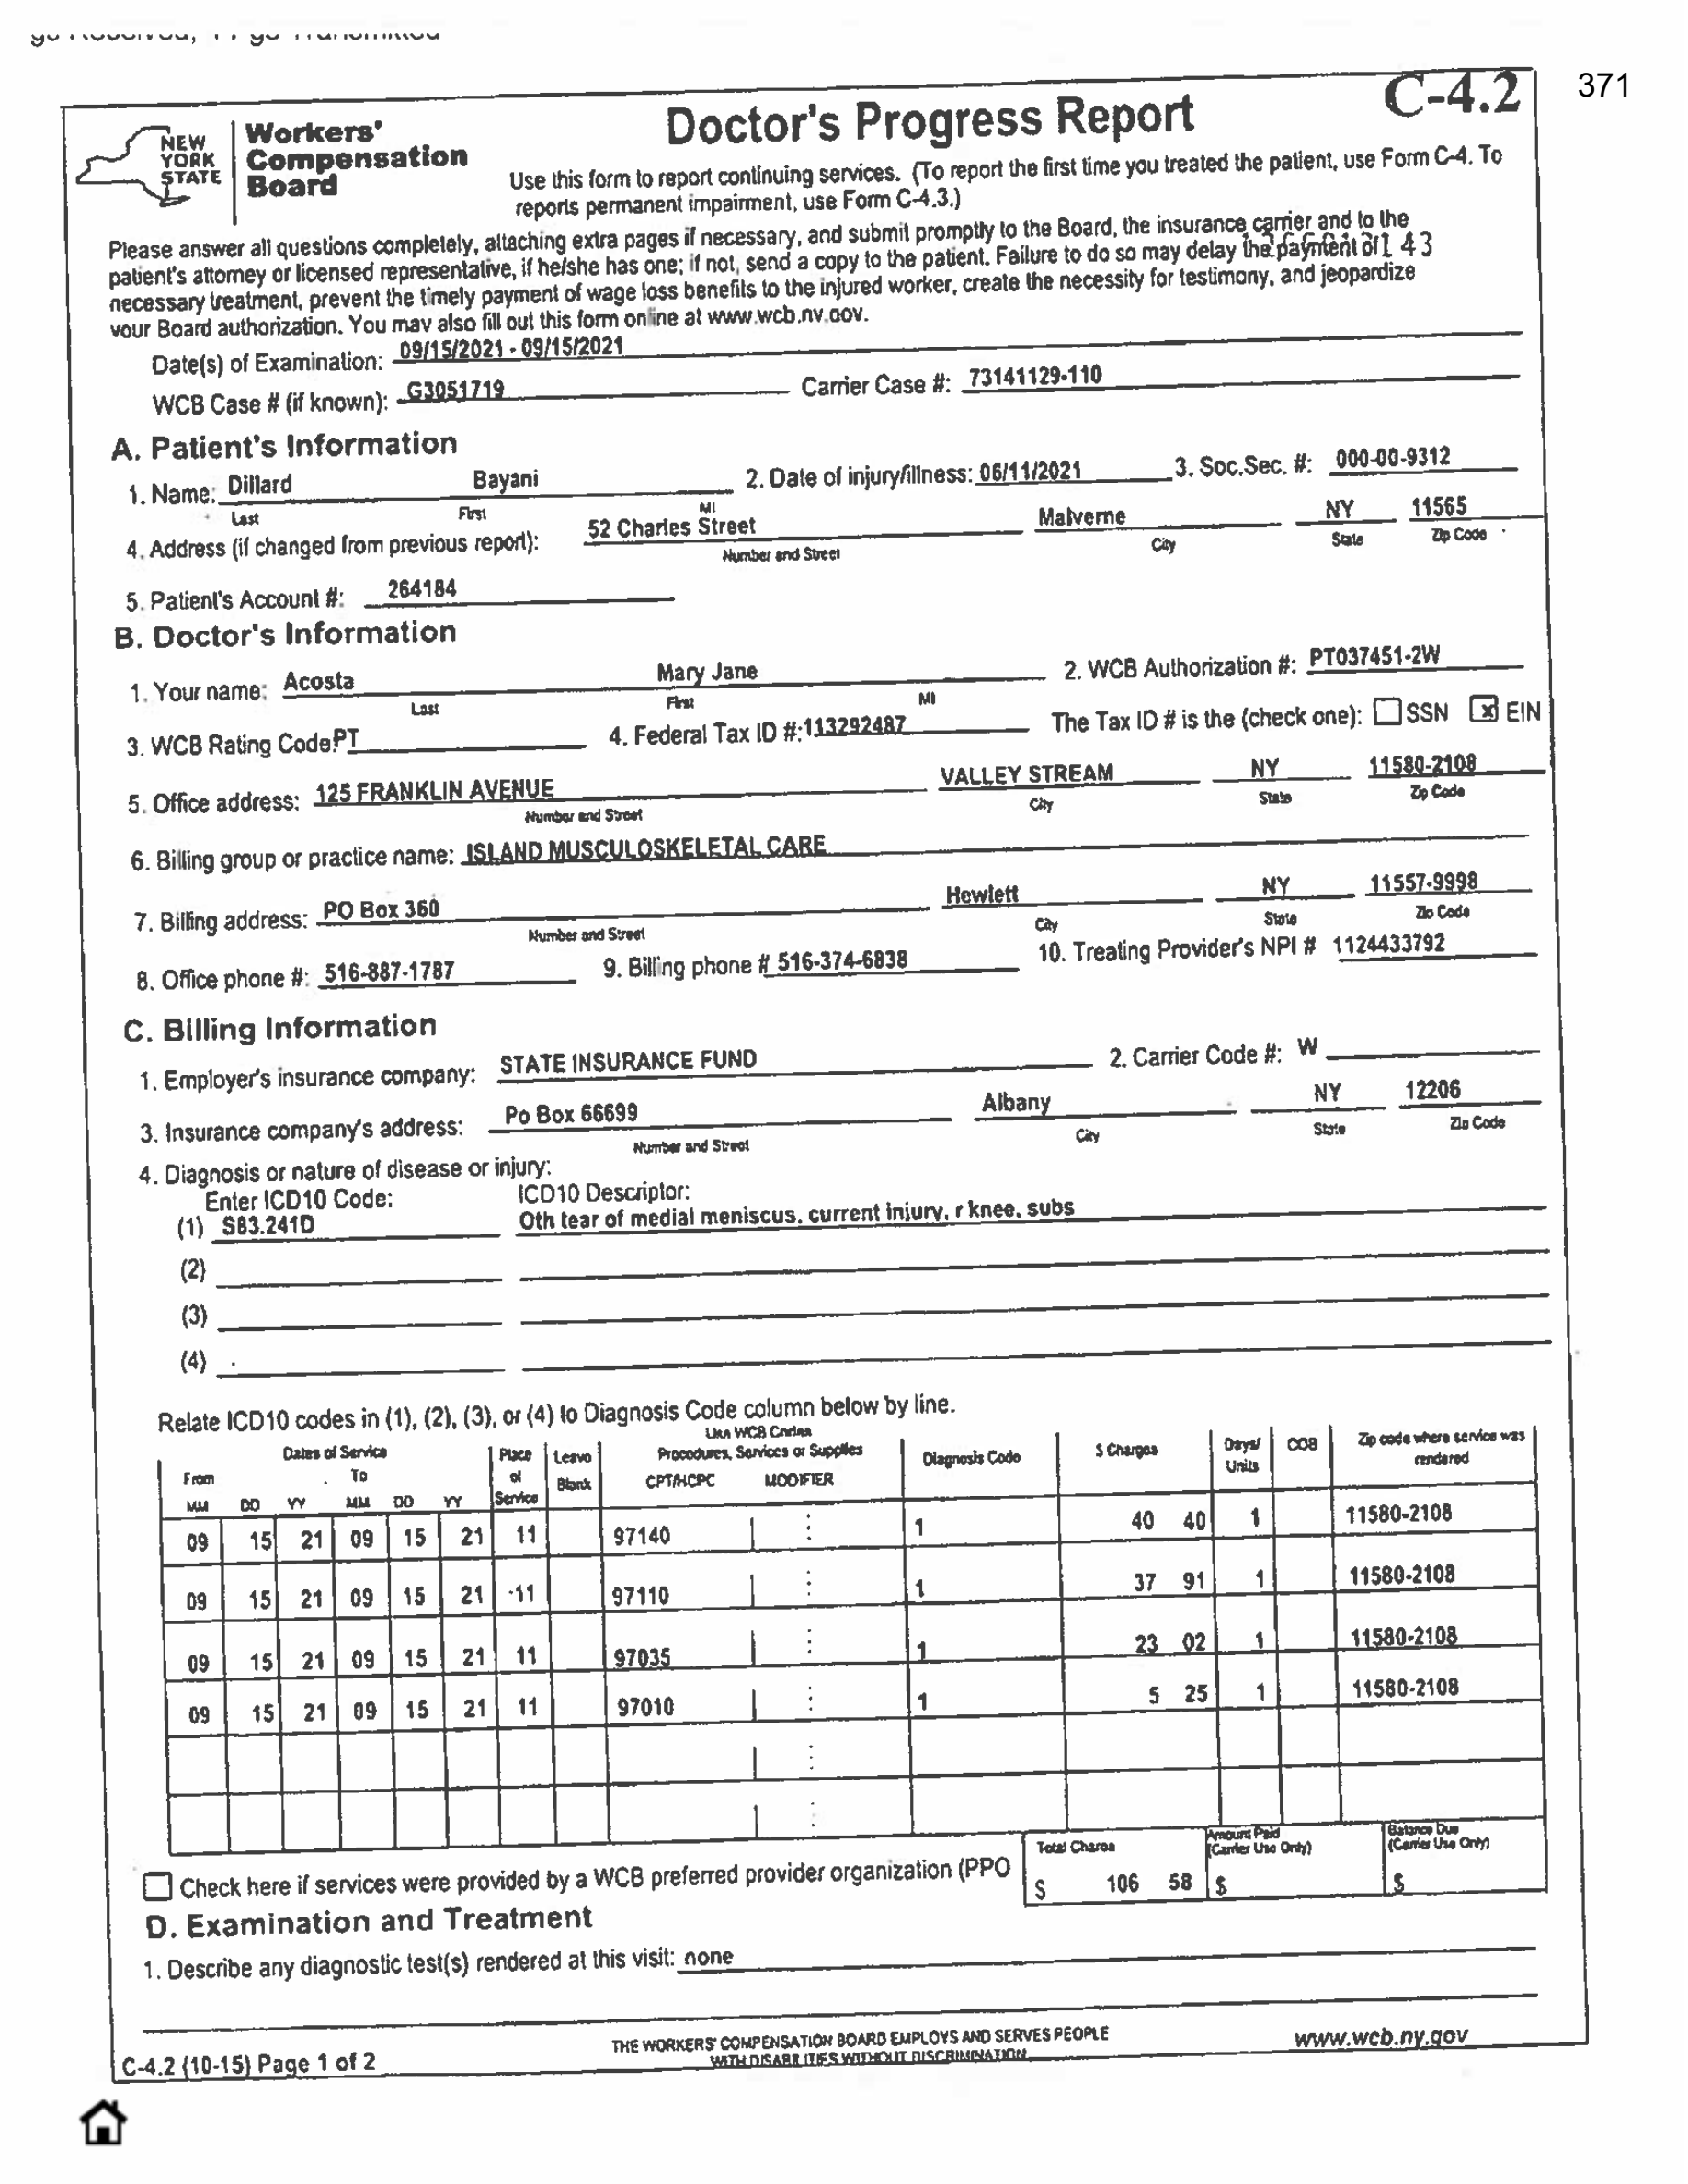 C-4.2
371
NEW YORK STATE
Workers' Compensation Board
Doctor's Progress Report
Use this form to report continuing services. (To report the first time you treated the patient, use Form C-4. To
reports permanent impairment, use Form C-4.3.)
Please answer all questions completely, attaching extra pages if necessary, and submit promptly to the Board, the insurance carrier and to the
patient's attorney or licensed representative, if he/she has one; if not, send a copy to the patient. Failure to do so may delay the payment of 1 43
necessary treatment, prevent the timely payment of wage loss benefits to the injured worker, create the necessity for testimony, and jeopardize
your Board authorization. You may also fill out this form online at www.wcb.ny.gov.
Date(s) of Examination: 09/15/2021 - 09/15/2021
WCB Case # (if known): G3051719 Carrier Case #: 73141129-110
A. Patient's Information
1. Name: Dillard Bayani 2. Date of injury/illness: 06/11/2021 3. Soc.Sec. #: 000-00-9312
Last First MI
4. Address (if changed from previous report): 52 Charles Street Malverne NY 11565
Number and Street City State Zip Code
5. Patient's Account #: 264184
B. Doctor's Information
1. Your name: Acosta Mary Jane 2. WCB Authorization #: PT037451-2W
Last First MI
3. WCB Rating Code PT 4. Federal Tax ID #: 113292487 The Tax ID # is the (check one): SSN x EIN
5. Office address: 125 FRANKLIN AVENUE VALLEY STREAM NY 11580-2108
Number and Street City State Zip Code
6. Billing group or practice name: ISLAND MUSCULOSKELETAL CARE
7. Billing address: PO Box 360 Hewlett NY 11557-9998
Number and Street City State Zip Code
8. Office phone #: 516-887-1787 9. Billing phone # 516-374-6838 10. Treating Provider's NPI # 1124433792
C. Billing Information
1. Employer's insurance company: STATE INSURANCE FUND 2. Carrier Code #: W
3. Insurance company's address: Po Box 66699 Albany NY 12206
Number and Street City State Zip Code
4. Diagnosis or nature of disease or injury:
Enter ICD10 Code: ICD10 Descriptor:
(1) S83.241D Oth tear of medial meniscus, current injury, r knee, subs
(2)
(3)
(4)
Relate ICD10 codes in (1), (2), (3), or (4) to Diagnosis Code column below by line.
Dates of Service Place of Service Leave Blank Use WCB Codes Procedures, Services or Supplies Diagnosis Code $ Charges Days/ Units COB Zip code where service was rendered
From To CPT/HCPC MODIFIER
MM DD YY MM DD YY
09 15 21 09 15 21 11 97140 1 40 40 1 11580-2108
09 15 21 09 15 21 11 97110 1 37 91 1 11580-2108
09 15 21 09 15 21 11 97035 1 23 02 1 11580-2108
09 15 21 09 15 21 11 97010 1 5 25 1 11580-2108
Total Charge Amount Paid (Carrier Use Only) Balance Due (Carrier Use Only)
Check here if services were provided by a WCB preferred provider organization (PPO $ 106 58 $ $
D. Examination and Treatment
1. Describe any diagnostic test(s) rendered at this visit: none
THE WORKERS' COMPENSATION BOARD EMPLOYS AND SERVES PEOPLE
WITH DISABILITIES WITHOUT DISCRIMINATION
www.wcb.ny.gov
C-4.2 (10-15) Page 1 of 2